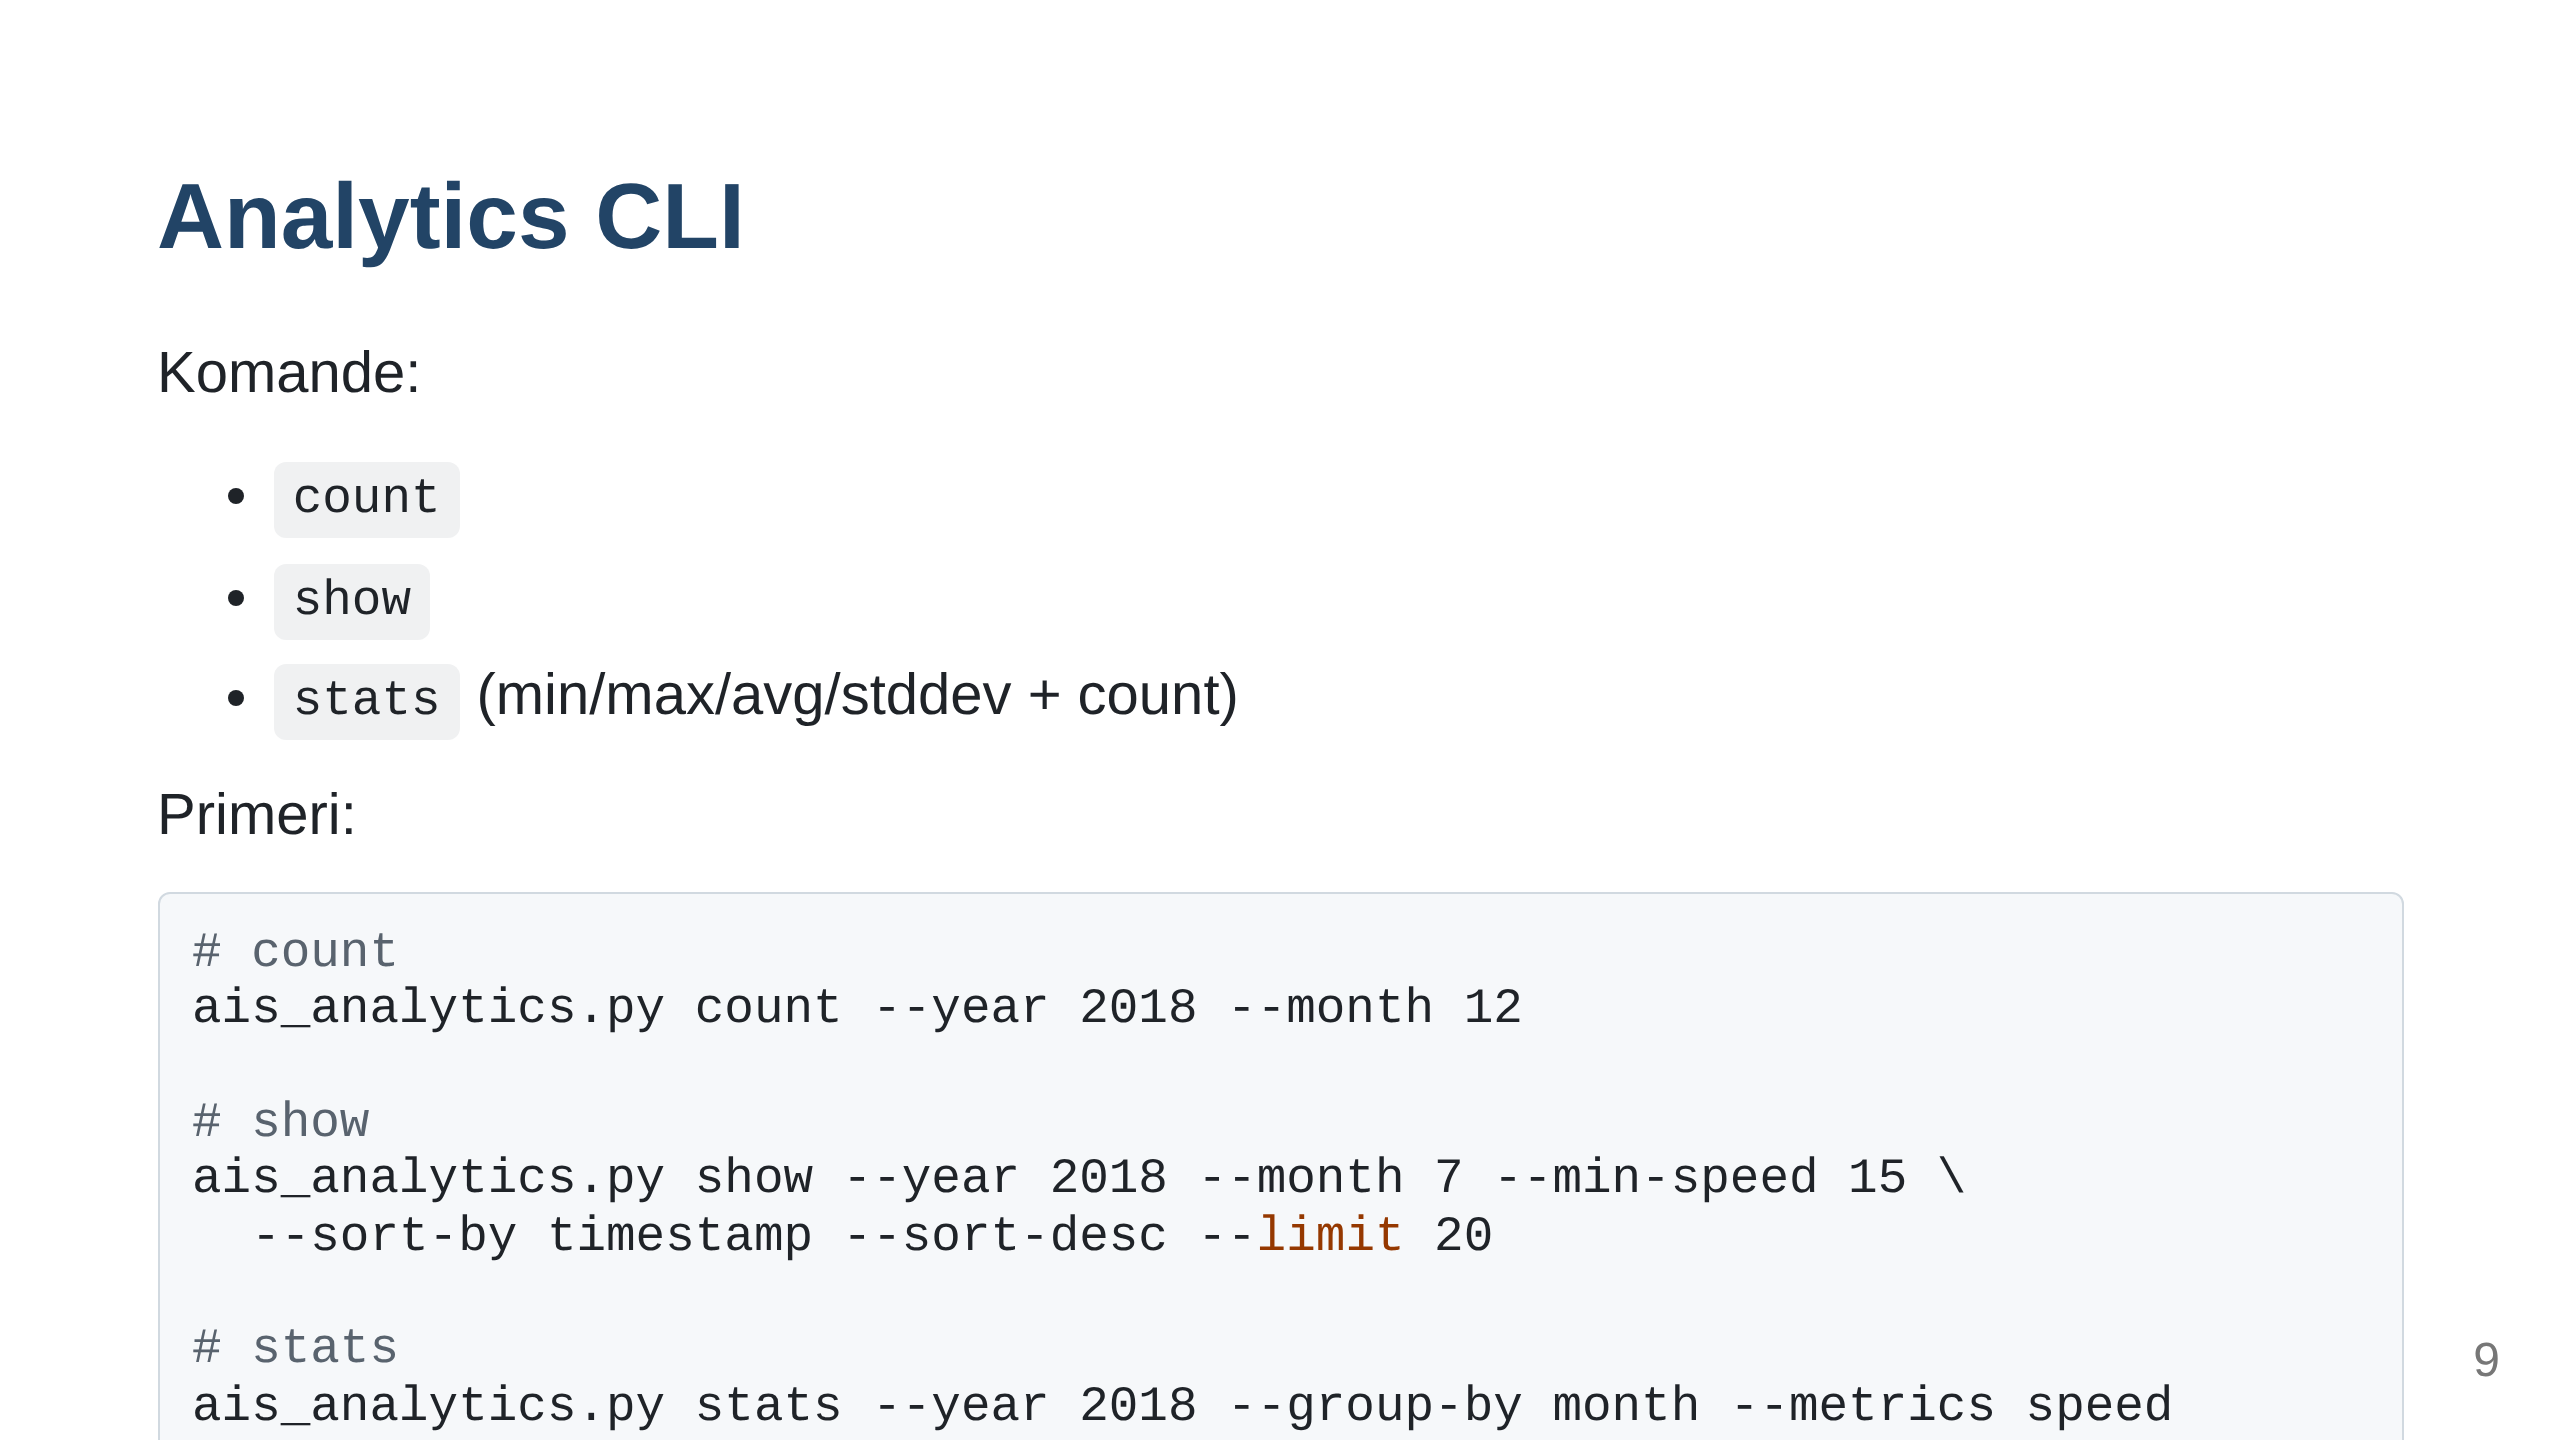 Analytics CLI
Komande:
• count
• show
• stats (min/max/avg/stddev + count)
Primeri:
# count
ais_analytics.py count --year 2018 --month 12
# show
ais_analytics.py show --year 2018 --month 7 --min-speed 15 \
  --sort-by timestamp --sort-desc --limit 20
# stats
ais_analytics.py stats --year 2018 --group-by month --metrics speed
9